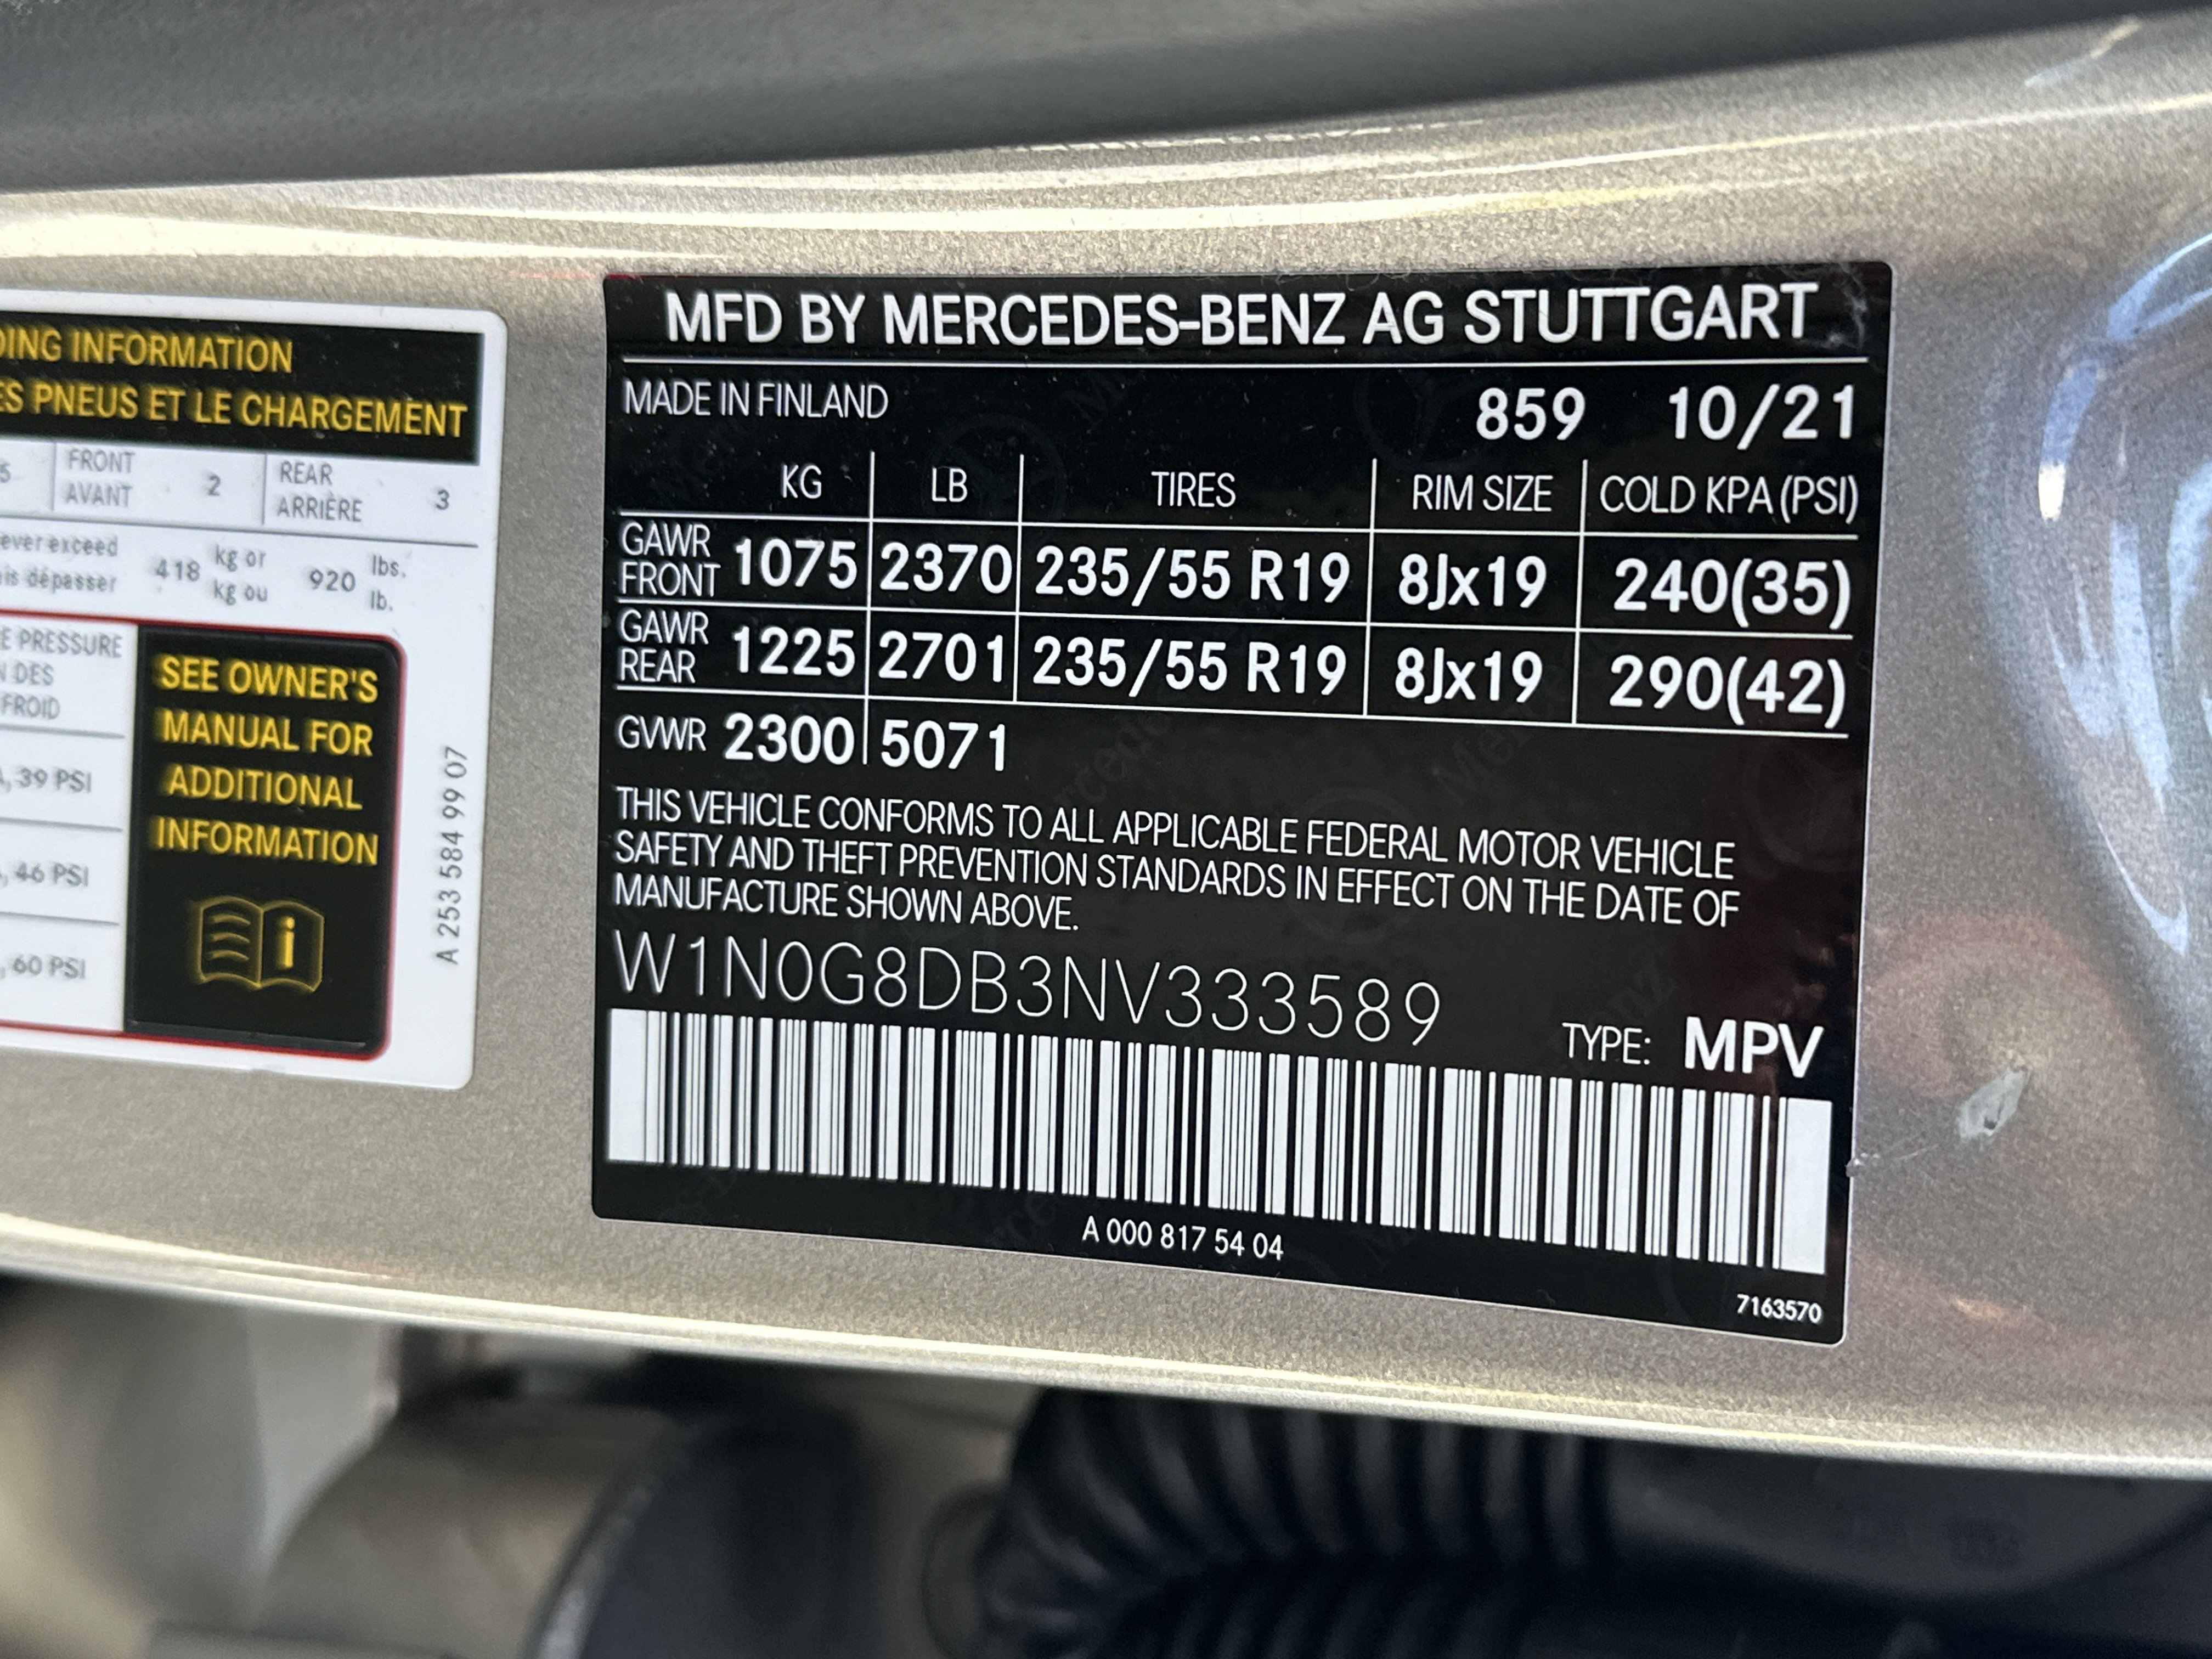 DING INFORMATION
ES PNEUS ET LE CHARGEMENT
5 FRONT AVANT 2 REAR ARRIÈRE 3
ever exceed kg or lbs.
is dépasser 418 kg ou 920 lb.
E PRESSURE
N DES
FROID
, 39 PSI
, 46 PSI
, 60 PSI
SEE OWNER'S
MANUAL FOR
ADDITIONAL
INFORMATION
i
A 253 584 99 07
MFD BY MERCEDES-BENZ AG STUTTGART
MADE IN FINLAND 859 10/21
KG LB TIRES RIM SIZE COLD KPA (PSI)
GAWR FRONT 1075 2370 235/55 R19 8Jx19 240(35)
GAWR REAR 1225 2701 235/55 R19 8Jx19 290(42)
GVWR 2300 5071
THIS VEHICLE CONFORMS TO ALL APPLICABLE FEDERAL MOTOR VEHICLE
SAFETY AND THEFT PREVENTION STANDARDS IN EFFECT ON THE DATE OF
MANUFACTURE SHOWN ABOVE.
W1N0G8DB3NV333589
TYPE: MPV
A 000 817 54 04
7163570